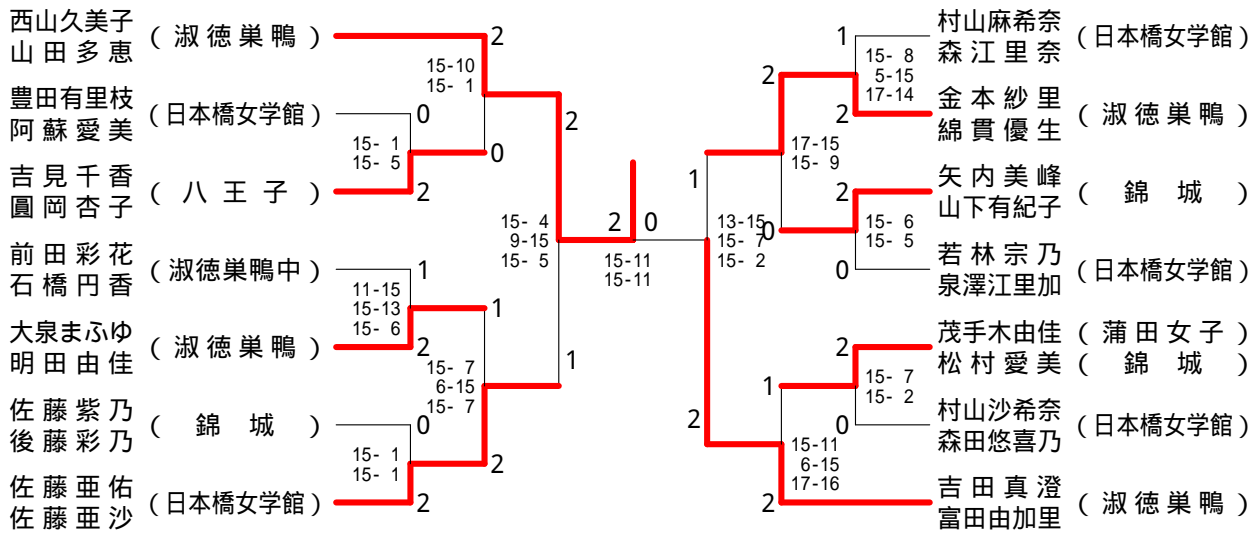 西山久美子
山田多恵
(淑徳巣鴨)
2
15-10
15- 1
豊田有里枝
阿蘇愛美
(日本橋女学館)
0
15- 1
15- 5
0
吉見千香
圓岡杏子
(八王子)
2
2
15- 4
9-15
15- 5
前田彩花
石橋円香
(淑徳巣鴨中)
1
11-15
15-13
15- 6
1
大泉まふゆ
明田由佳
(淑徳巣鴨)
2
15- 7
6-15
15- 7
1
佐藤紫乃
後藤彩乃
(錦城)
0
15- 1
15- 1
2
佐藤亜佑
佐藤亜沙
(日本橋女学館)
2
2
0
15-11
15-11
1
村山麻希奈
森江里奈
(日本橋女学館)
15- 8
5-15
17-14
2
2
金本紗里
綿貫優生
(淑徳巣鴨)
17-15
15- 9
1
2
矢内美峰
山下有紀子
(錦城)
15- 6
15- 5
0
13-15
15- 7
15- 2
0
若林宗乃
泉澤江里加
(日本橋女学館)
2
茂手木由佳
(蒲田女子)
松村愛美
(錦城)
15- 7
15- 2
1
0
村山沙希奈
森田悠喜乃
(日本橋女学館)
2
15-11
6-15
17-16
2
吉田真澄
富田由加里
(淑徳巣鴨)